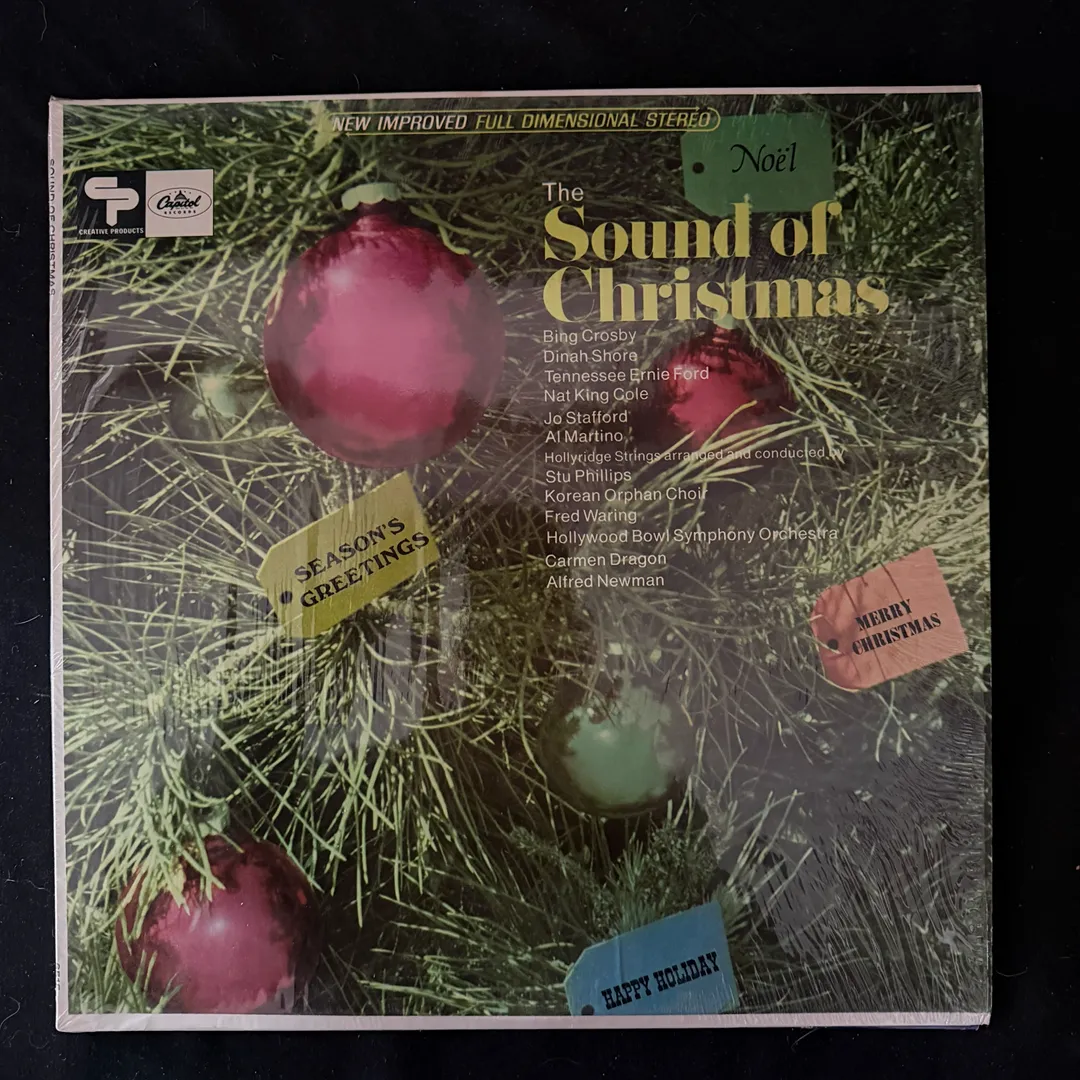 NEW IMPROVED FULL DIMENSIONAL STEREO
Noël
CREATIVE PRODUCTS
Capitol
RECORDS
SOUND OF CHRISTMAS
The
Sound of
Christmas
Bing Crosby
Dinah Shore
Tennessee Ernie Ford
Nat King Cole
Jo Stafford
Al Martino
Hollyridge Strings arranged and conducted by
Stu Phillips
Korean Orphan Choir
Fred Waring
Hollywood Bowl Symphony Orchestra
Carmen Dragon
Alfred Newman
SEASON'S
GREETINGS
MERRY
CHRISTMAS
HAPPY HOLIDAY